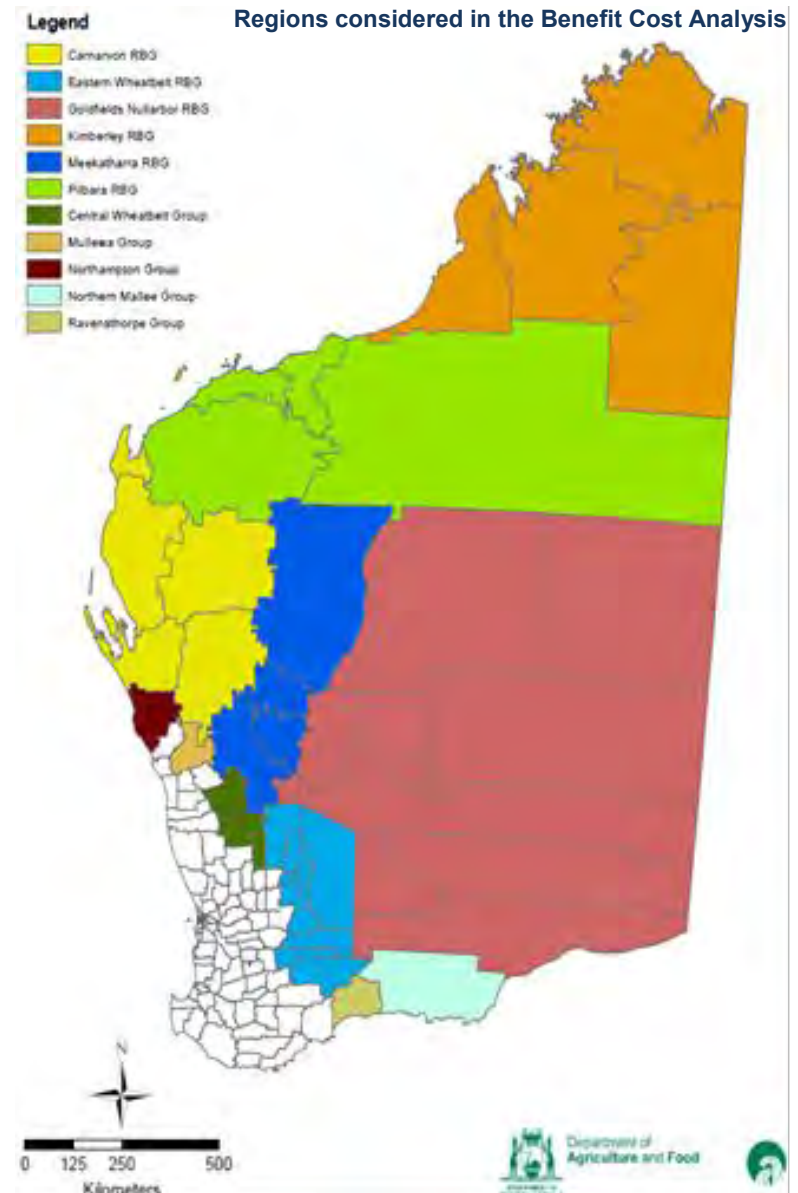 Regions considered in the Benefit Cost Analysis
Legend
Carnarvon RBG
Eastern Wheatbelt RBG
Goldfields Nullarbor RBG
Kimberley RBG
Meekatharra RBG
Pilbara RBG
Central Wheatbelt Group
Mullewa Group
Northampton Group
Northern Mallee Group
Ravensthorpe Group
N
0 125 250 500
Kilometers
Department of
Agriculture and Food